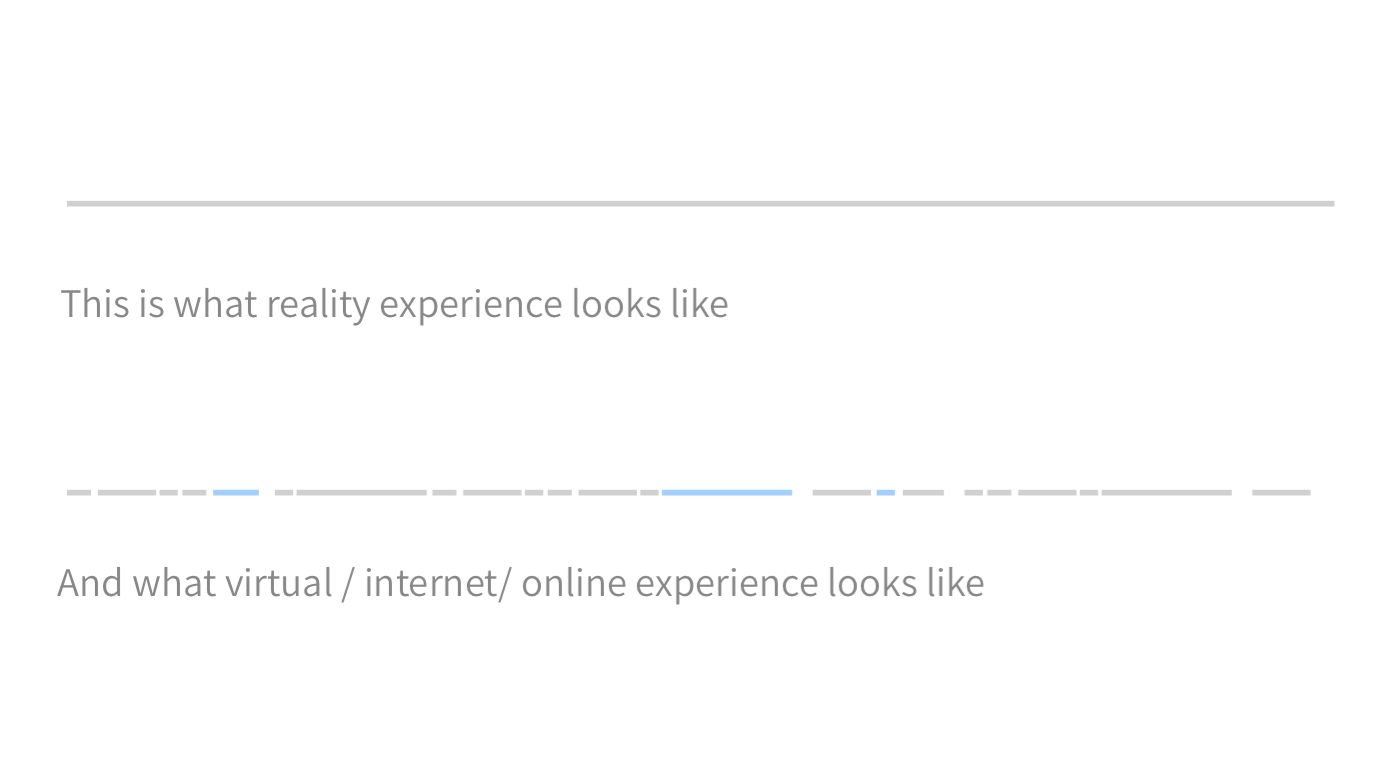 This is what reality experience looks like
And what virtual / internet/ online experience looks like